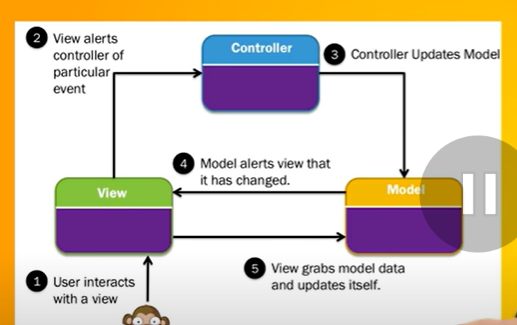 2 View alerts
controller of
particular
event
Controller
3 Controller Updates Model
4 Model alerts view that
it has changed.
View
Model
1 User interacts
with a view
5 View grabs model data
and updates itself.